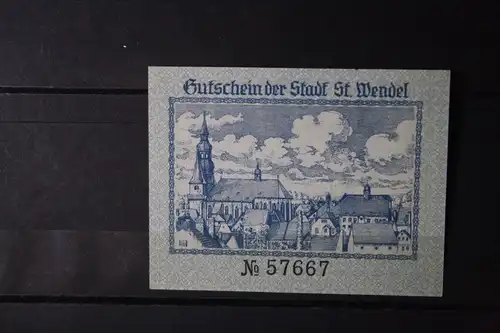 Gutschein der Stadt St. Wendel
№ 57667